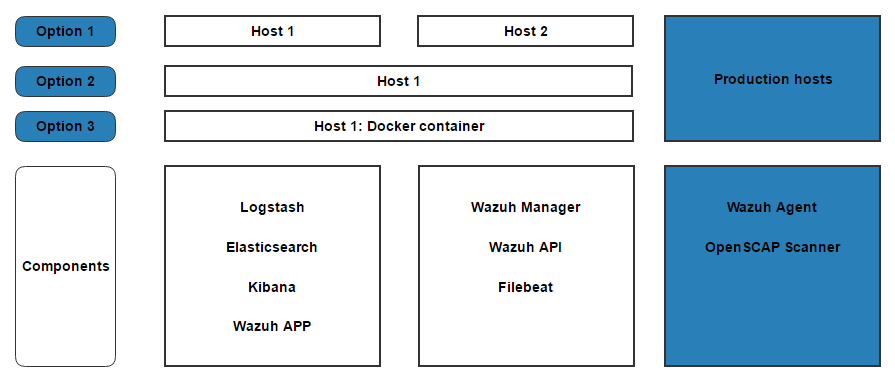 Option 1
Host 1
Host 2
Option 2
Host 1
Production hosts
Option 3
Host 1: Docker container
Components
Logstash
Elasticsearch
Kibana
Wazuh APP
Wazuh Manager
Wazuh API
Filebeat
Wazuh Agent
OpenSCAP Scanner